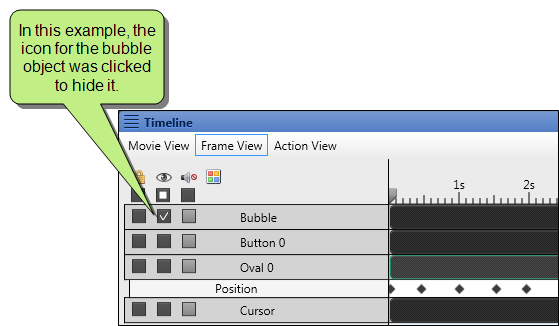 In this example, the
icon for the bubble
object was clicked
to hide it.
Timeline
Movie View Frame View Action View
1s 2s
Bubble
Button 0
Oval 0
Position
Cursor